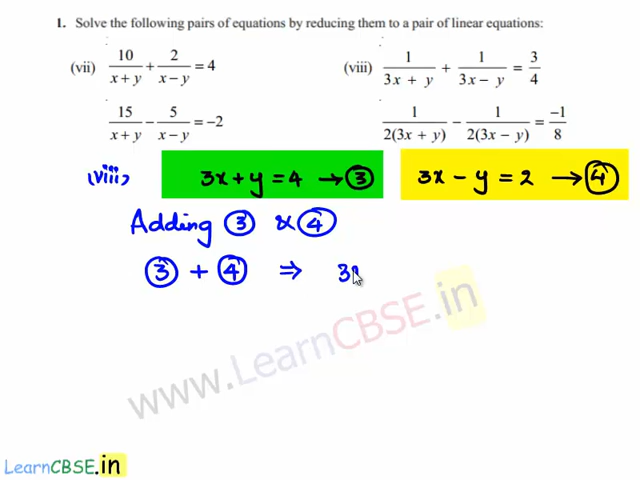 1. Solve the following pairs of equations by reducing them to a pair of linear equations:
(vii) 10/(x + y) + 2/(x – y) = 4 (viii) 1/(3x + y) + 1/(3x – y) = 3/4
15/(x + y) – 5/(x – y) = –2 1/(2(3x + y)) – 1/(2(3x – y)) = –1/8
(viii) 3x + y = 4 → ③ 3x – y = 2 → ④
Adding ③ & ④
③ + ④ ⇒ 3x
www.LearnCBSE.in
LearnCBSE.in